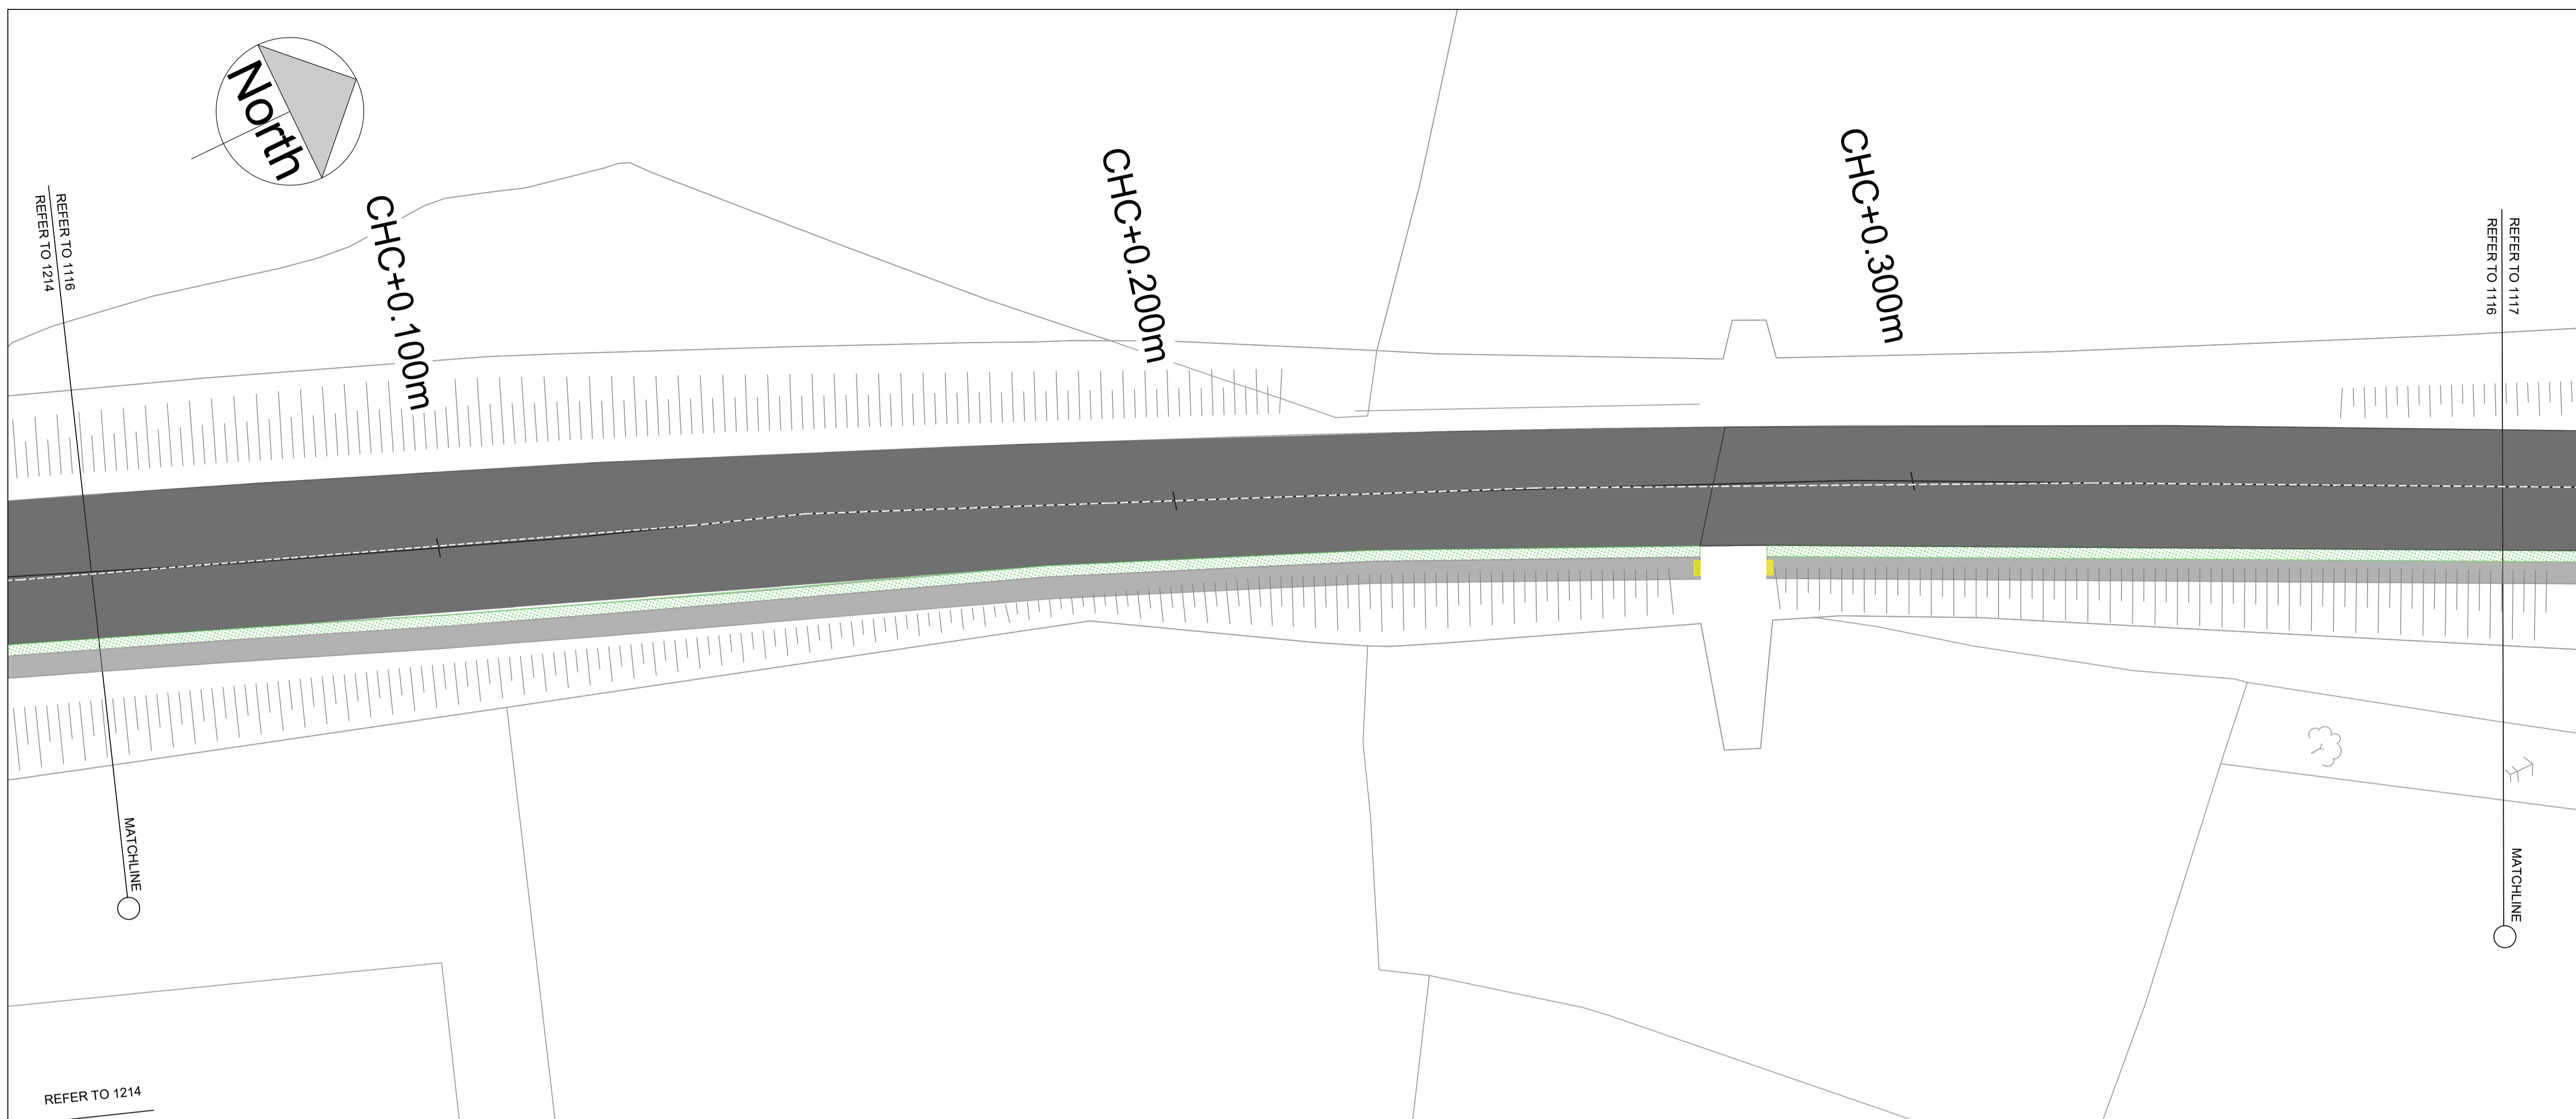 North
REFER TO 1116
REFER TO 1214
CHC+0.100m
CHC+0.200m
CHC+0.300m
REFER TO 1117
REFER TO 1116
MATCHLINE
MATCHLINE
REFER TO 1214